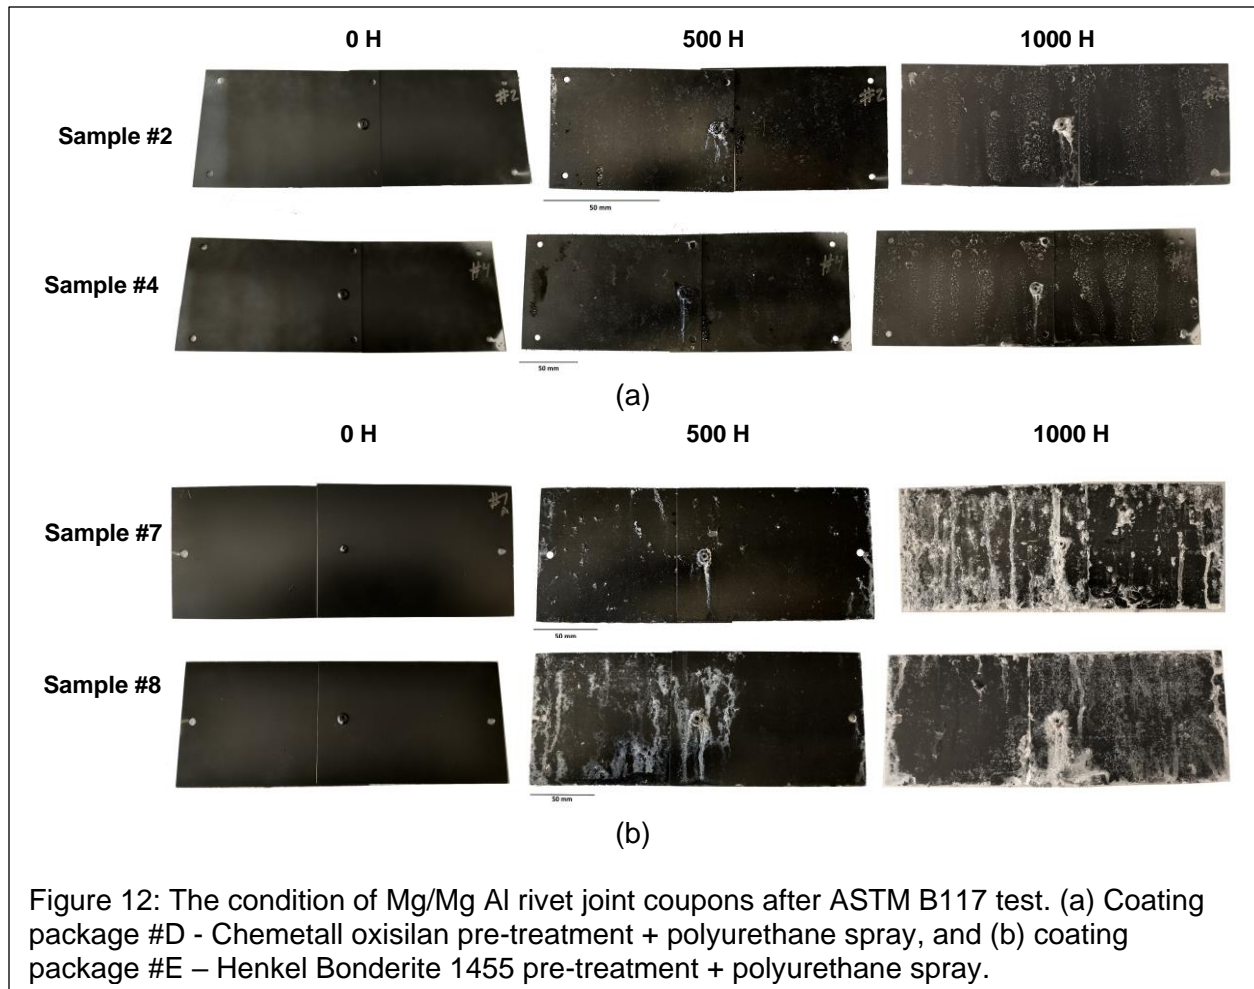 0 H 500 H 1000 H
Sample #2
#2 #2
50 mm
Sample #4
#4 #4
50 mm
(a)
0 H 500 H 1000 H
Sample #7
#7
50 mm
Sample #8
50 mm
(b)
Figure 12: The condition of Mg/Mg Al rivet joint coupons after ASTM B117 test. (a) Coating
package #D - Chemetall oxisilan pre-treatment + polyurethane spray, and (b) coating
package #E – Henkel Bonderite 1455 pre-treatment + polyurethane spray.